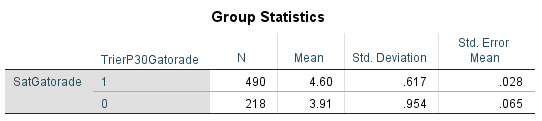 Group Statistics
TrierP30Gatorade N Mean Std. Deviation Std. Error Mean
SatGatorade 1 490 4.60 .617 .028
0 218 3.91 .954 .065